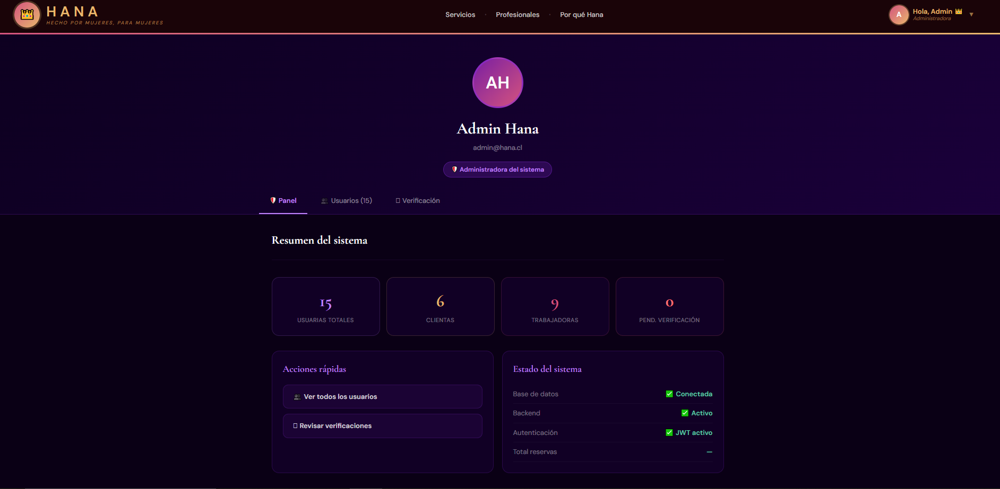 HANA
HECHO POR MUJERES, PARA MUJERES
Servicios · Profesionales · Por qué Hana
A
Hola, Admin 👑
Administradora
▼
AH
Admin Hana
admin@hana.cl
Administradora del sistema
Panel
Usuarios (15)
Verificación
Resumen del sistema
15
USUARIAS TOTALES
6
CLIENTAS
9
TRABAJADORAS
0
PEND. VERIFICACIÓN
Acciones rápidas
👥 Ver todos los usuarios
Revisar verificaciones
Estado del sistema
Base de datos ✅ Conectada
Backend ✅ Activo
Autenticación ✅ JWT activo
Total reservas —